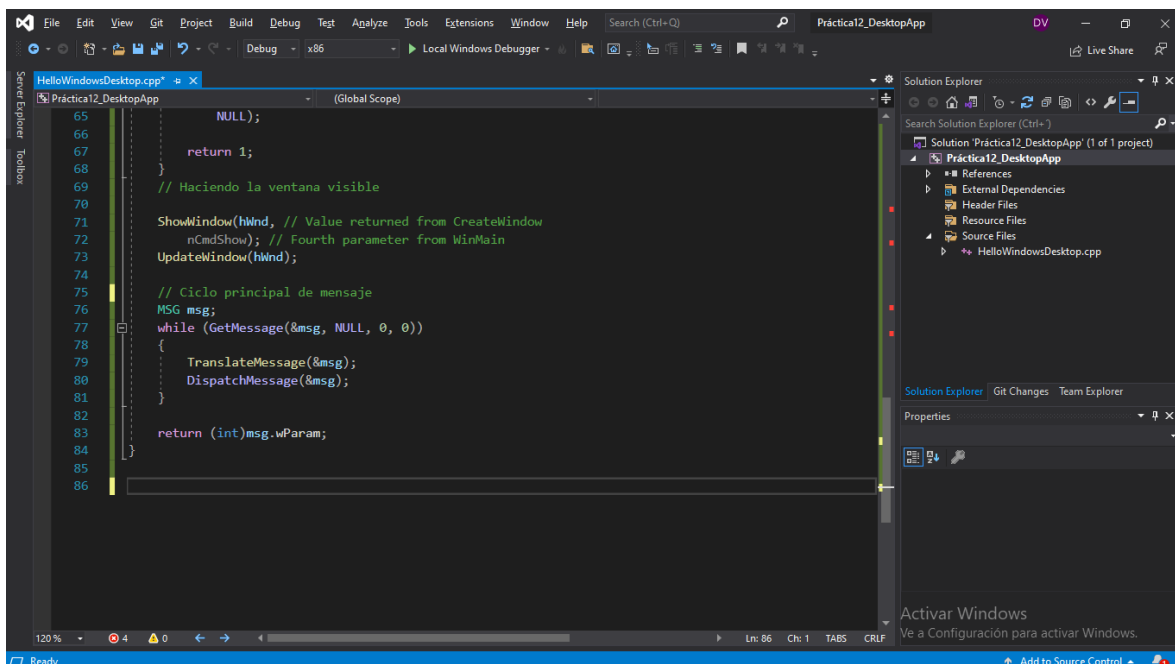 File Edit View Git Project Build Debug Test Analyze Tools Extensions Window Help Search (Ctrl+Q) Práctica12_DesktopApp DV
Debug x86 Local Windows Debugger Live Share
Server Explorer
Toolbox
HelloWindowsDesktop.cpp*
Práctica12_DesktopApp (Global Scope)
65 NULL);
66
67 return 1;
68 }
69 // Haciendo la ventana visible
70
71 ShowWindow(hWnd, // Value returned from CreateWindow
72 nCmdShow); // Fourth parameter from WinMain
73 UpdateWindow(hWnd);
74
75 // Ciclo principal de mensaje
76 MSG msg;
77 while (GetMessage(&msg, NULL, 0, 0))
78 {
79 TranslateMessage(&msg);
80 DispatchMessage(&msg);
81 }
82
83 return (int)msg.wParam;
84 }
85
86
120 % 4 0 Ln: 86 Ch: 1 TABS CRLF
Solution Explorer
Search Solution Explorer (Ctrl+´)
Solution 'Práctica12_DesktopApp' (1 of 1 project)
Práctica12_DesktopApp
References
External Dependencies
Header Files
Resource Files
Source Files
++ HelloWindowsDesktop.cpp
Solution Explorer Git Changes Team Explorer
Properties
Activar Windows
Ve a Configuración para activar Windows.
Ready Add to Source Control